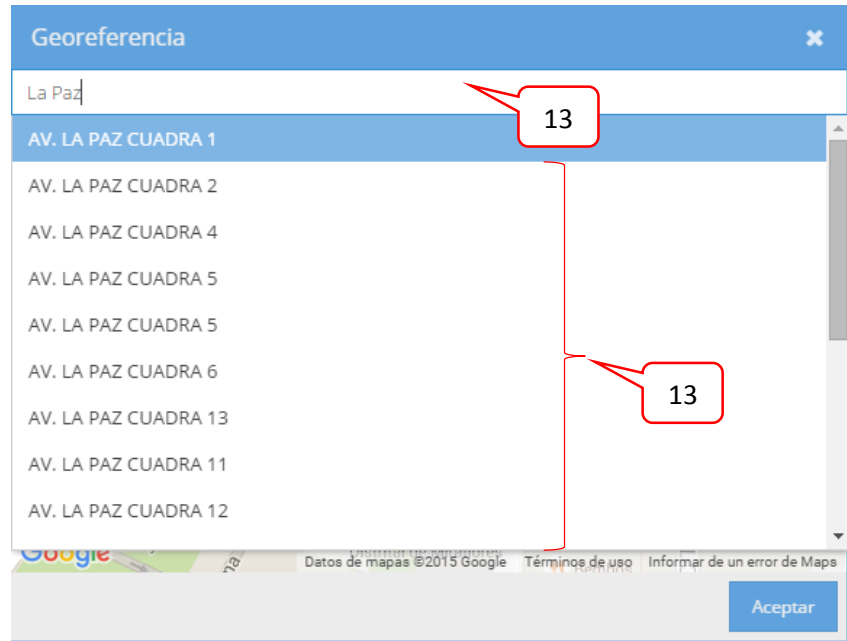 Georeferencia
La Paz
13
AV. LA PAZ CUADRA 1
AV. LA PAZ CUADRA 2
AV. LA PAZ CUADRA 4
AV. LA PAZ CUADRA 5
AV. LA PAZ CUADRA 5
AV. LA PAZ CUADRA 6
13
AV. LA PAZ CUADRA 13
AV. LA PAZ CUADRA 11
AV. LA PAZ CUADRA 12
Google
Datos de mapas ©2015 Google Términos de uso Informar de un error de Maps
Aceptar